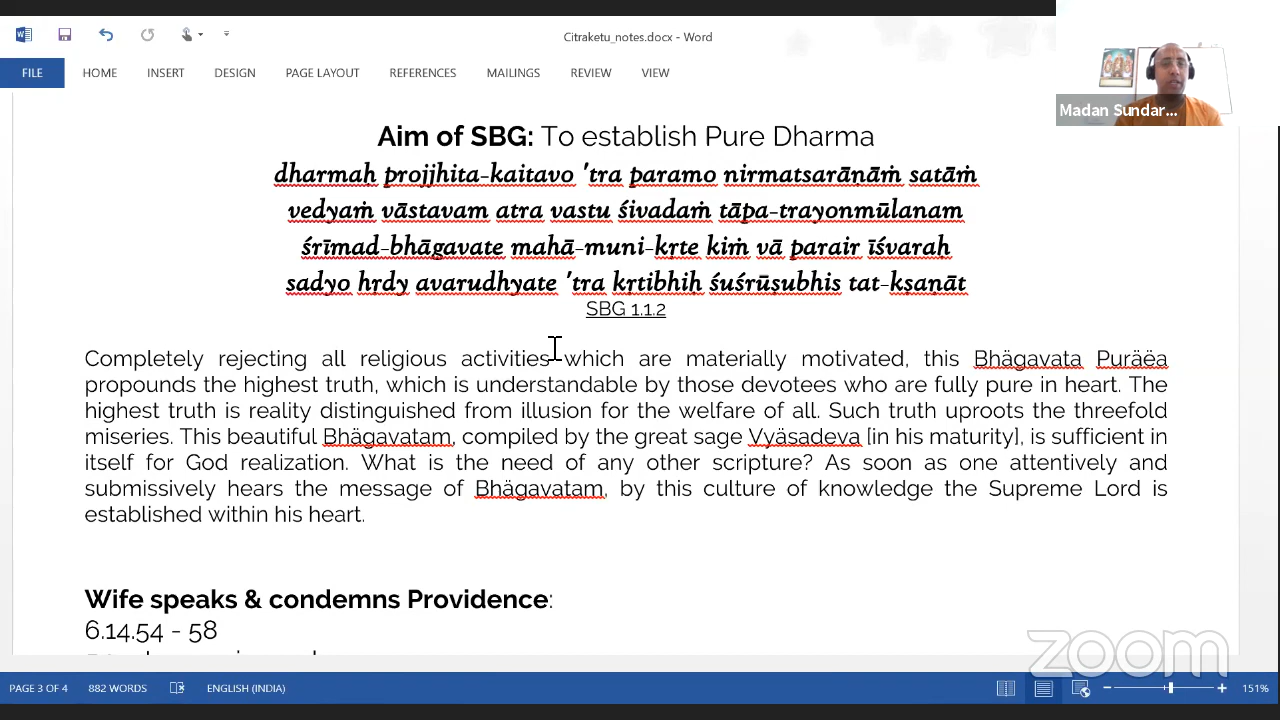 Citraketu_notes.docx - Word
FILE HOME INSERT DESIGN PAGE LAYOUT REFERENCES MAILINGS REVIEW VIEW
Madan Sundar...
Aim of SBG: To establish Pure Dharma
dharmaḥ projjhita-kaitavo 'tra paramo nirmatsarāṇāṁ satāṁ
vedyaṁ vāstavam atra vastu śivadaṁ tāpa-trayonmūlanam
śrīmad-bhāgavate mahā-muni-kṛte kiṁ vā parair īśvaraḥ
sadyo hṛdy avarudhyate 'tra kṛtibhiḥ śuśrūṣubhis tat-kṣaṇāt
SBG 1.1.2
Completely rejecting all religious activities which are materially motivated, this Bhägavata Puräëa
propounds the highest truth, which is understandable by those devotees who are fully pure in heart. The
highest truth is reality distinguished from illusion for the welfare of all. Such truth uproots the threefold
miseries. This beautiful Bhägavatam, compiled by the great sage Vyäsadeva [in his maturity], is sufficient in
itself for God realization. What is the need of any other scripture? As soon as one attentively and
submissively hears the message of Bhägavatam, by this culture of knowledge the Supreme Lord is
established within his heart.
Wife speaks & condemns Providence:
6.14.54 - 58
zoom
PAGE 3 OF 4 882 WORDS ENGLISH (INDIA) 151%